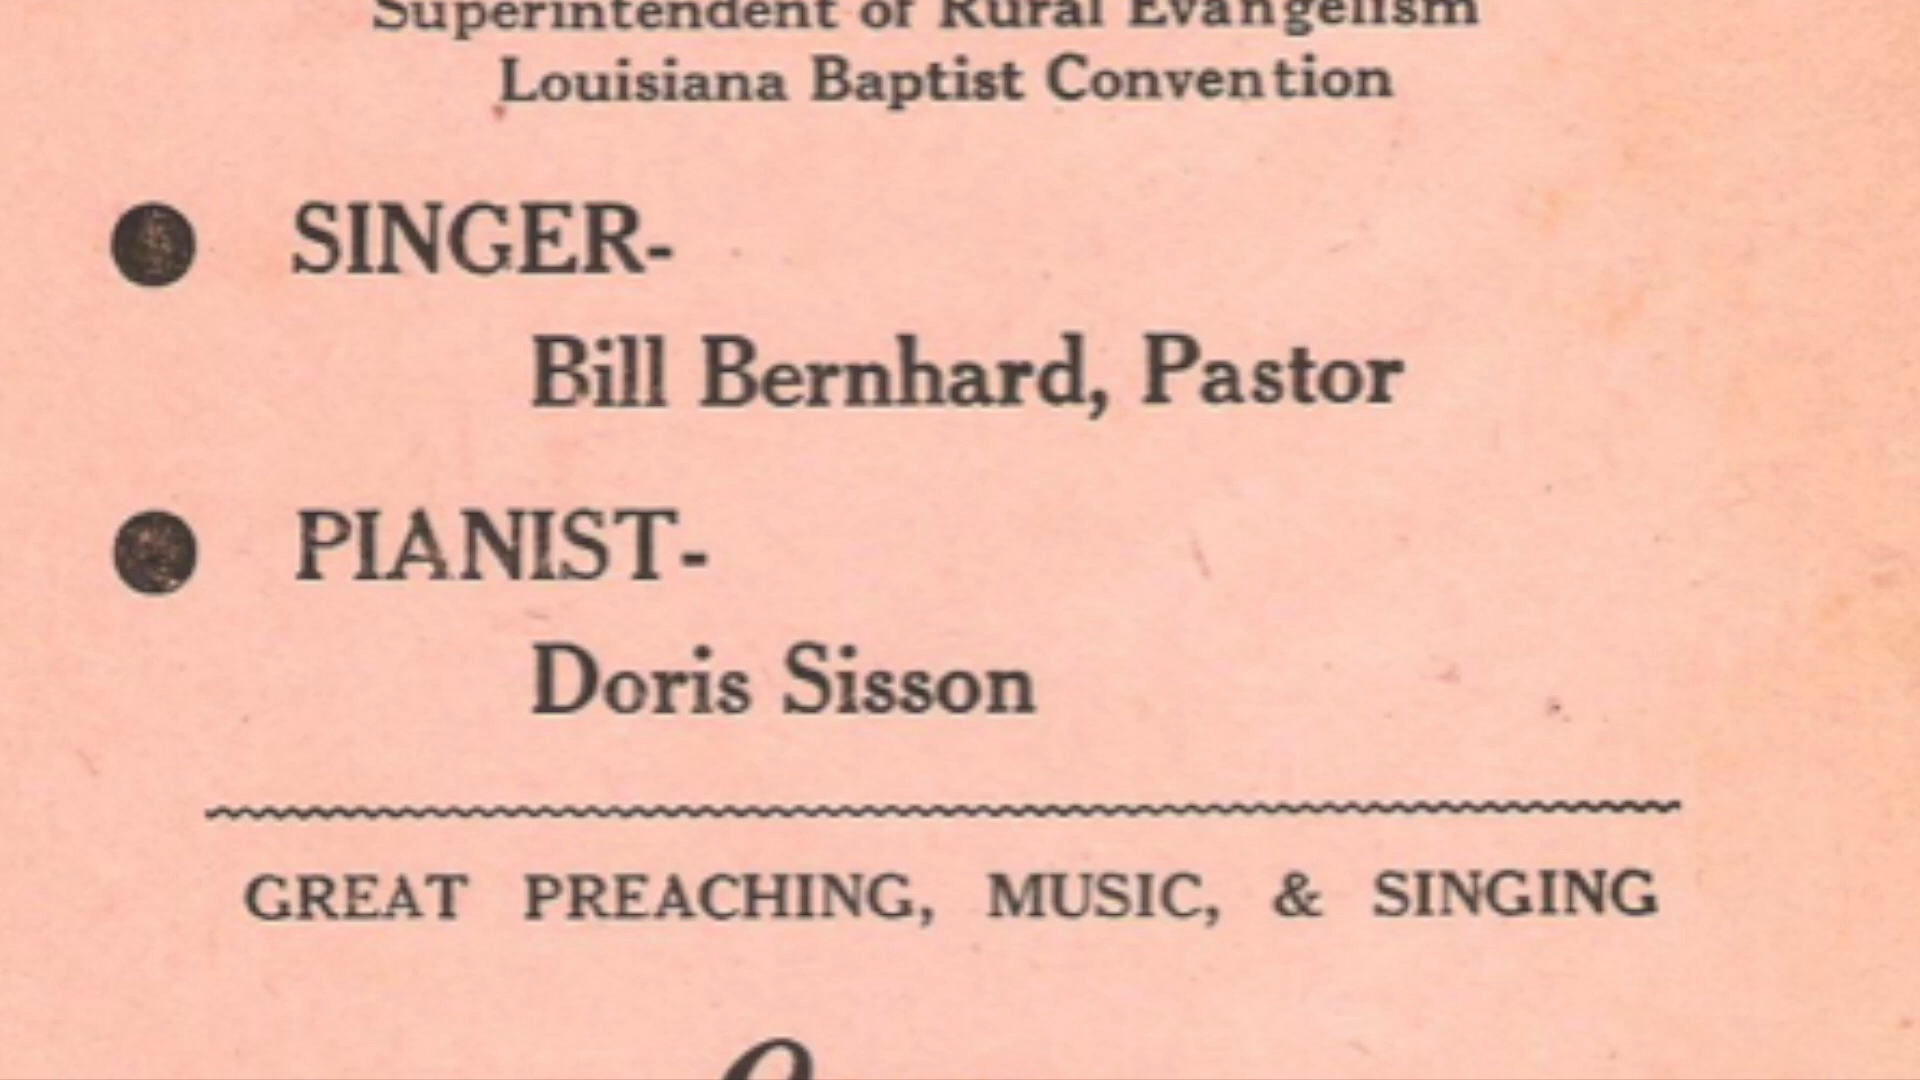 Superintendent of Rural Evangelism
Louisiana Baptist Convention
SINGER-
Bill Bernhard, Pastor
PIANIST-
Doris Sisson
GREAT PREACHING, MUSIC, & SINGING